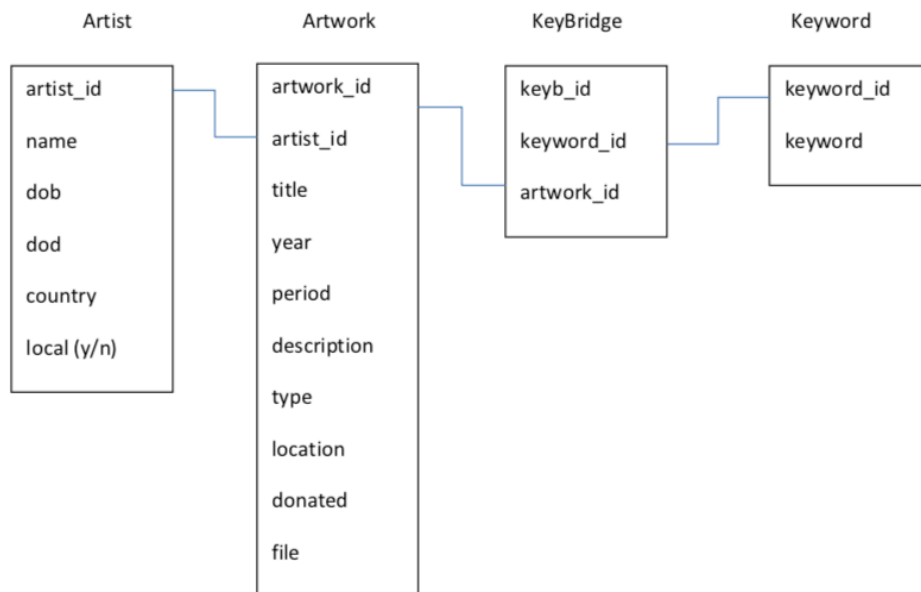 Artist
artist_id
name
dob
dod
country
local (y/n)
Artwork
artwork_id
artist_id
title
year
period
description
type
location
donated
file
KeyBridge
keyb_id
keyword_id
artwork_id
Keyword
keyword_id
keyword